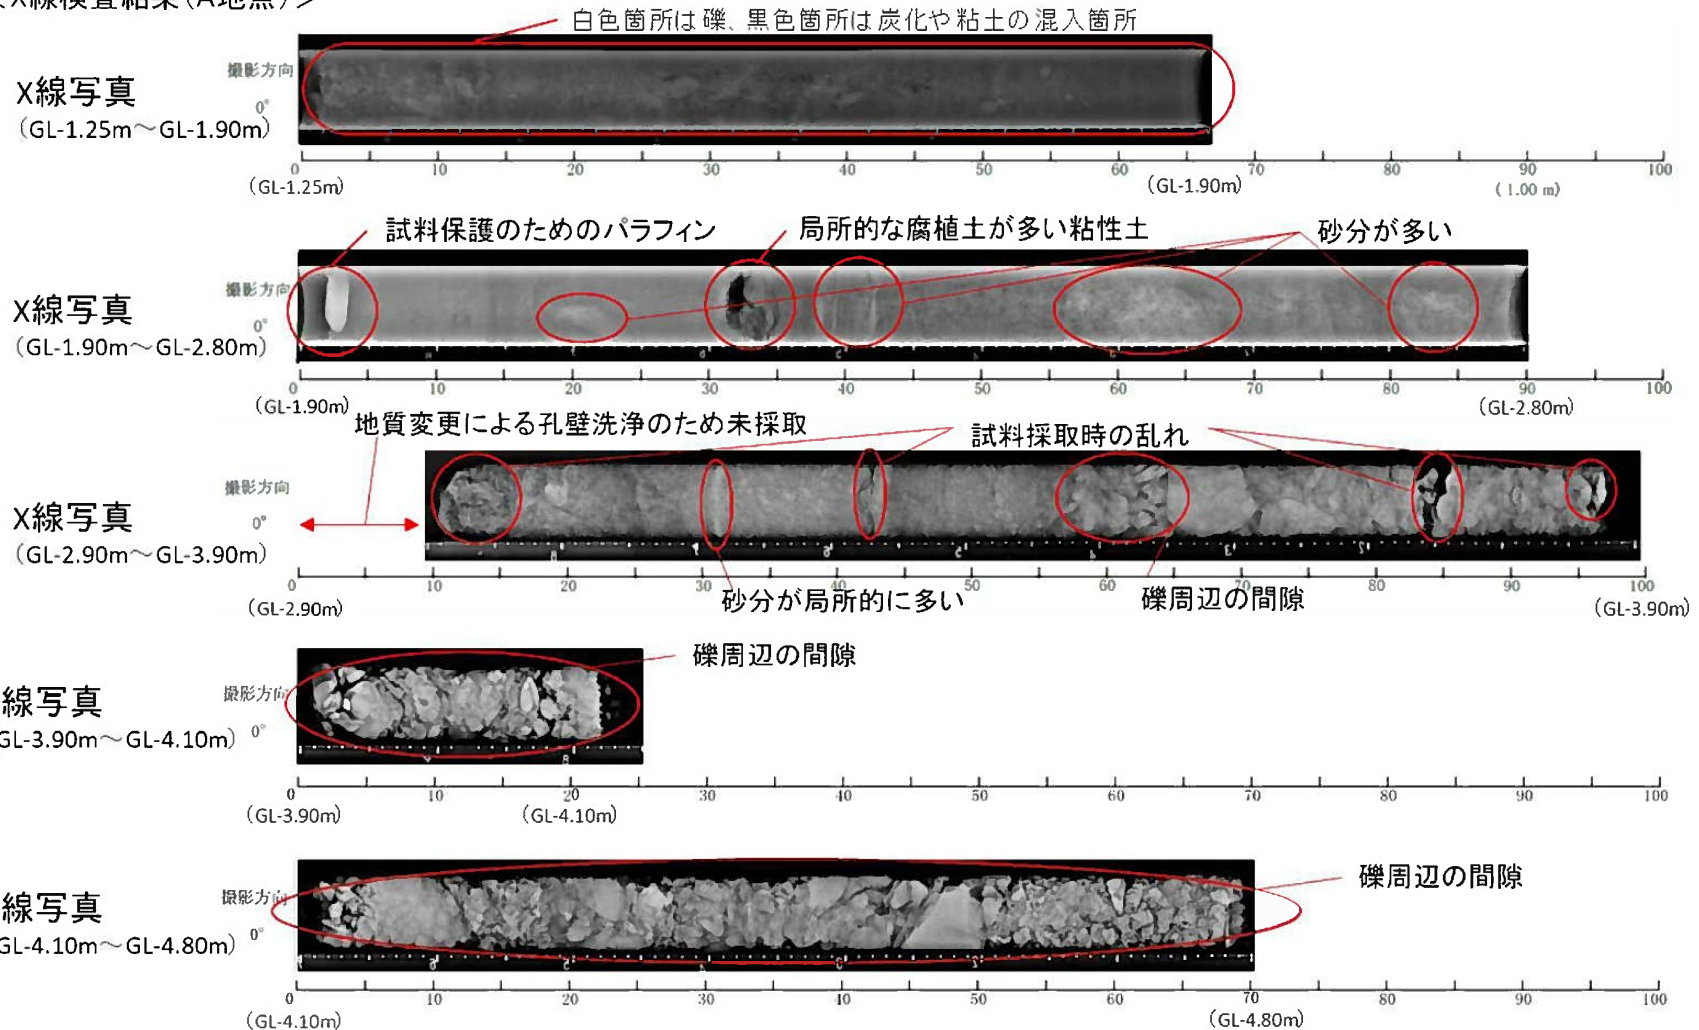 X線検査結果(A地点)＞
白色箇所は礫、黒色箇所は炭化や粘土の混入箇所
X線写真
(GL-1.25m～GL-1.90m)
撮影方向
0°
0 10 20 30 40 50 60 70 80 90 100
(GL-1.25m)
(GL-1.90m)
(1.00 m)
試料保護のためのパラフィン
局所的な腐植土が多い粘性土
砂分が多い
X線写真
(GL-1.90m～GL-2.80m)
撮影方向
0°
0 10 20 30 40 50 60 70 80 90 100
(GL-1.90m)
(GL-2.80m)
地質変更による孔壁洗浄のため未採取
試料採取時の乱れ
X線写真
(GL-2.90m～GL-3.90m)
撮影方向
0°
0 10 20 30 40 50 60 70 80 90 100
(GL-2.90m)
砂分が局所的に多い
礫周辺の間隙
(GL-3.90m)
礫周辺の間隙
線写真
GL-3.90m～GL-4.10m)
撮影方向
0°
0 10 20 30 40 50 60 70 80 90 100
(GL-3.90m)
(GL-4.10m)
礫周辺の間隙
線写真
GL-4.10m～GL-4.80m)
撮影方向
0°
0 10 20 30 40 50 60 70 80 90 100
(GL-4.10m)
(GL-4.80m)